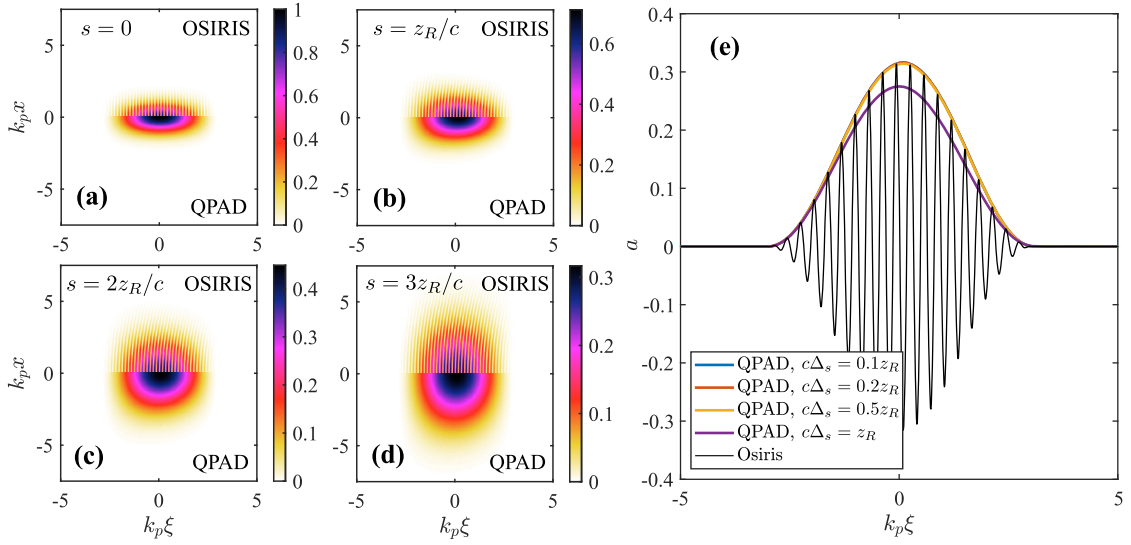 s = 0 OSIRIS
k_p x
5
0
-5
(a)
QPAD
-5 0 5
1
0.8
0.6
0.4
0.2
0
s = z_R/c OSIRIS
5
0
-5
(b)
QPAD
-5 0 5
0.6
0.4
0.2
0
s = 2z_R/c OSIRIS
k_p x
5
0
-5
(c)
QPAD
-5 0 5
k_p ξ
0.4
0.3
0.2
0.1
0
s = 3z_R/c OSIRIS
5
0
-5
(d)
QPAD
-5 0 5
k_p ξ
0.3
0.2
0.1
0
(e)
a
0.4
0.3
0.2
0.1
0
-0.1
-0.2
-0.3
-0.4
QPAD, cΔ_s = 0.1z_R
QPAD, cΔ_s = 0.2z_R
QPAD, cΔ_s = 0.5z_R
QPAD, cΔ_s = z_R
Osiris
-5 0 5
k_p ξ